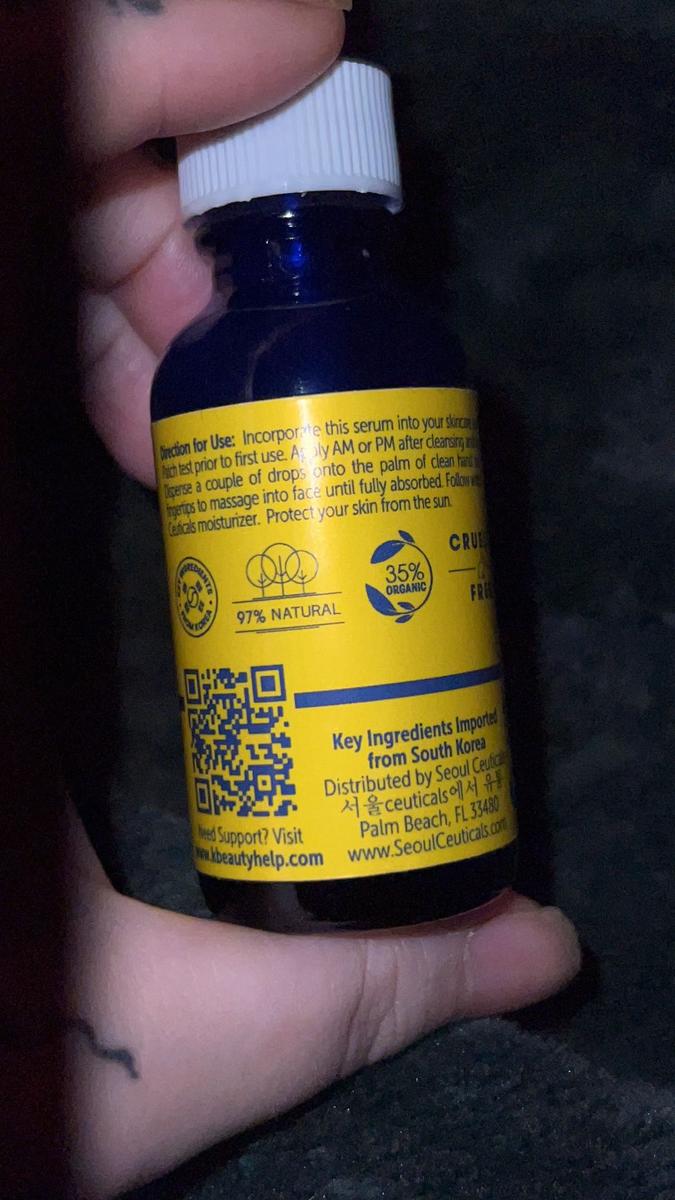 Direction for Use: Incorporate this serum into your skincare
Patch test prior to first use. Apply AM or PM after cleansing and
Dispense a couple of drops onto the palm of clean hand
fingertips to massage into face until fully absorbed. Follow
Ceuticals moisturizer. Protect your skin from the sun.
KEY INGREDIENTS
FROM KOREA
97% NATURAL
35%
ORGANIC
Key Ingredients Imported
from South Korea
Distributed by Seoul
서울ceuticals에서
Palm Beach, FL 33480
www.SeoulCeuticals.com
Need Support? Visit
www.kbeautyhelp.com